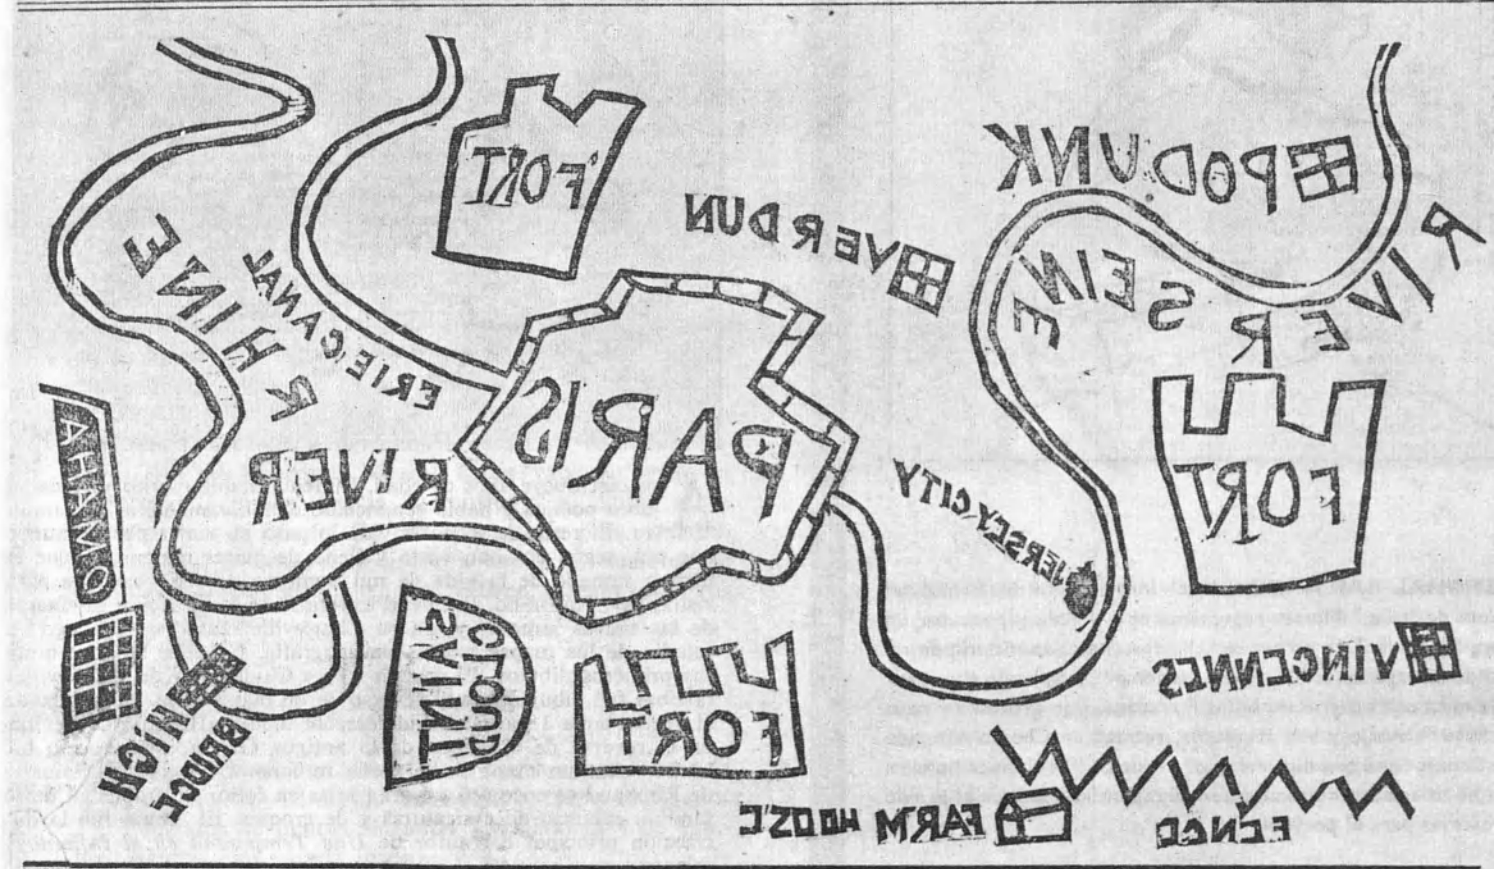 PODUNK
FORT
VERDUN
RIVER SEINE
RHINE
ERIE CANAL
PARIS
RIVER
FORT
OMAHA
JERSEY CITY
CLOUD
FORT
VINCENNES
HIGH
BRIDGE
FARM HOUSE
FENCE